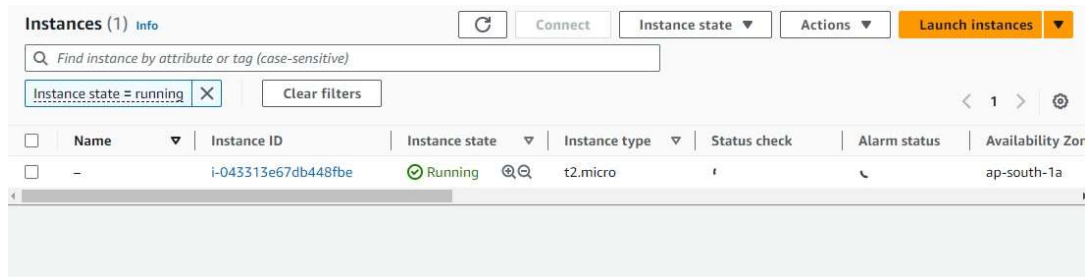 Instances (1) Info Connect Instance state Actions Launch instances
Find instance by attribute or tag (case-sensitive)
Instance state = running Clear filters
1
Name Instance ID Instance state Instance type Status check Alarm status Availability Zor
– i-043313e67db448fbe Running t2.micro ap-south-1a